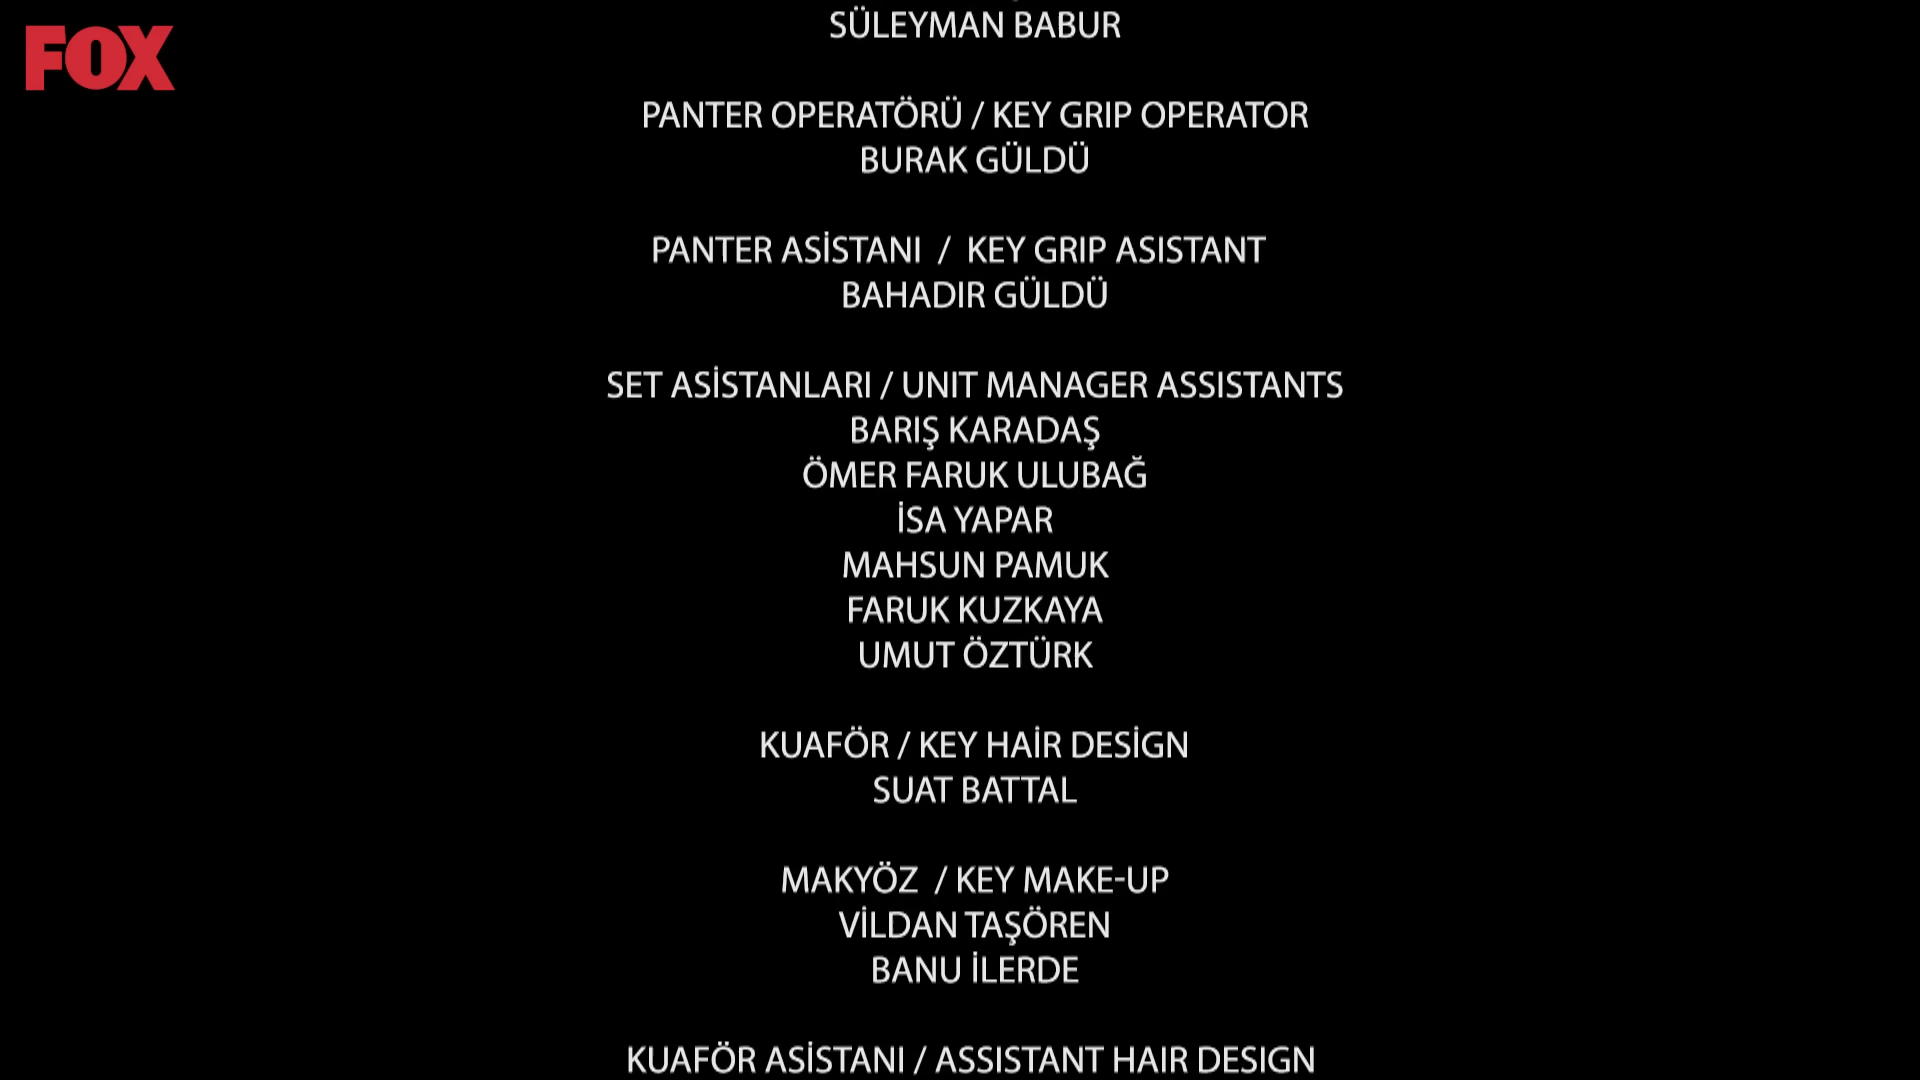 FOX
SÜLEYMAN BABUR
PANTER OPERATÖRÜ / KEY GRIP OPERATOR
BURAK GÜLDÜ
PANTER ASİSTANI / KEY GRIP ASISTANT
BAHADIR GÜLDÜ
SET ASİSTANLARI / UNIT MANAGER ASSISTANTS
BARIŞ KARADAŞ
ÖMER FARUK ULUBAĞ
İSA YAPAR
MAHSUN PAMUK
FARUK KUZKAYA
UMUT ÖZTÜRK
KUAFÖR / KEY HAİR DESİGN
SUAT BATTAL
MAKYÖZ / KEY MAKE-UP
VİLDAN TAŞÖREN
BANU İLERDE
KUAFÖR ASİSTANI / ASSISTANT HAIR DESIGN